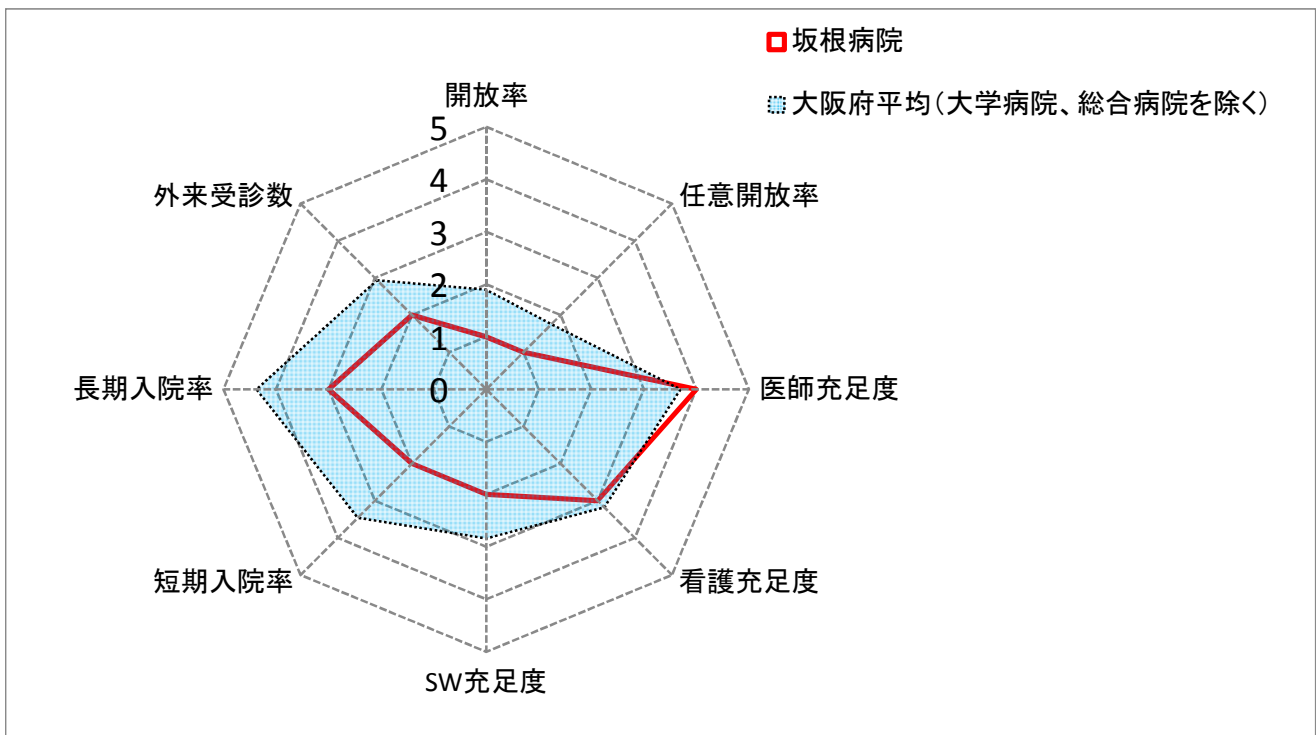 坂根病院
大阪府平均(大学病院、総合病院を除く)
開放率
任意開放率
医師充足度
看護充足度
SW充足度
短期入院率
長期入院率
外来受診数
5
4
3
2
1
0